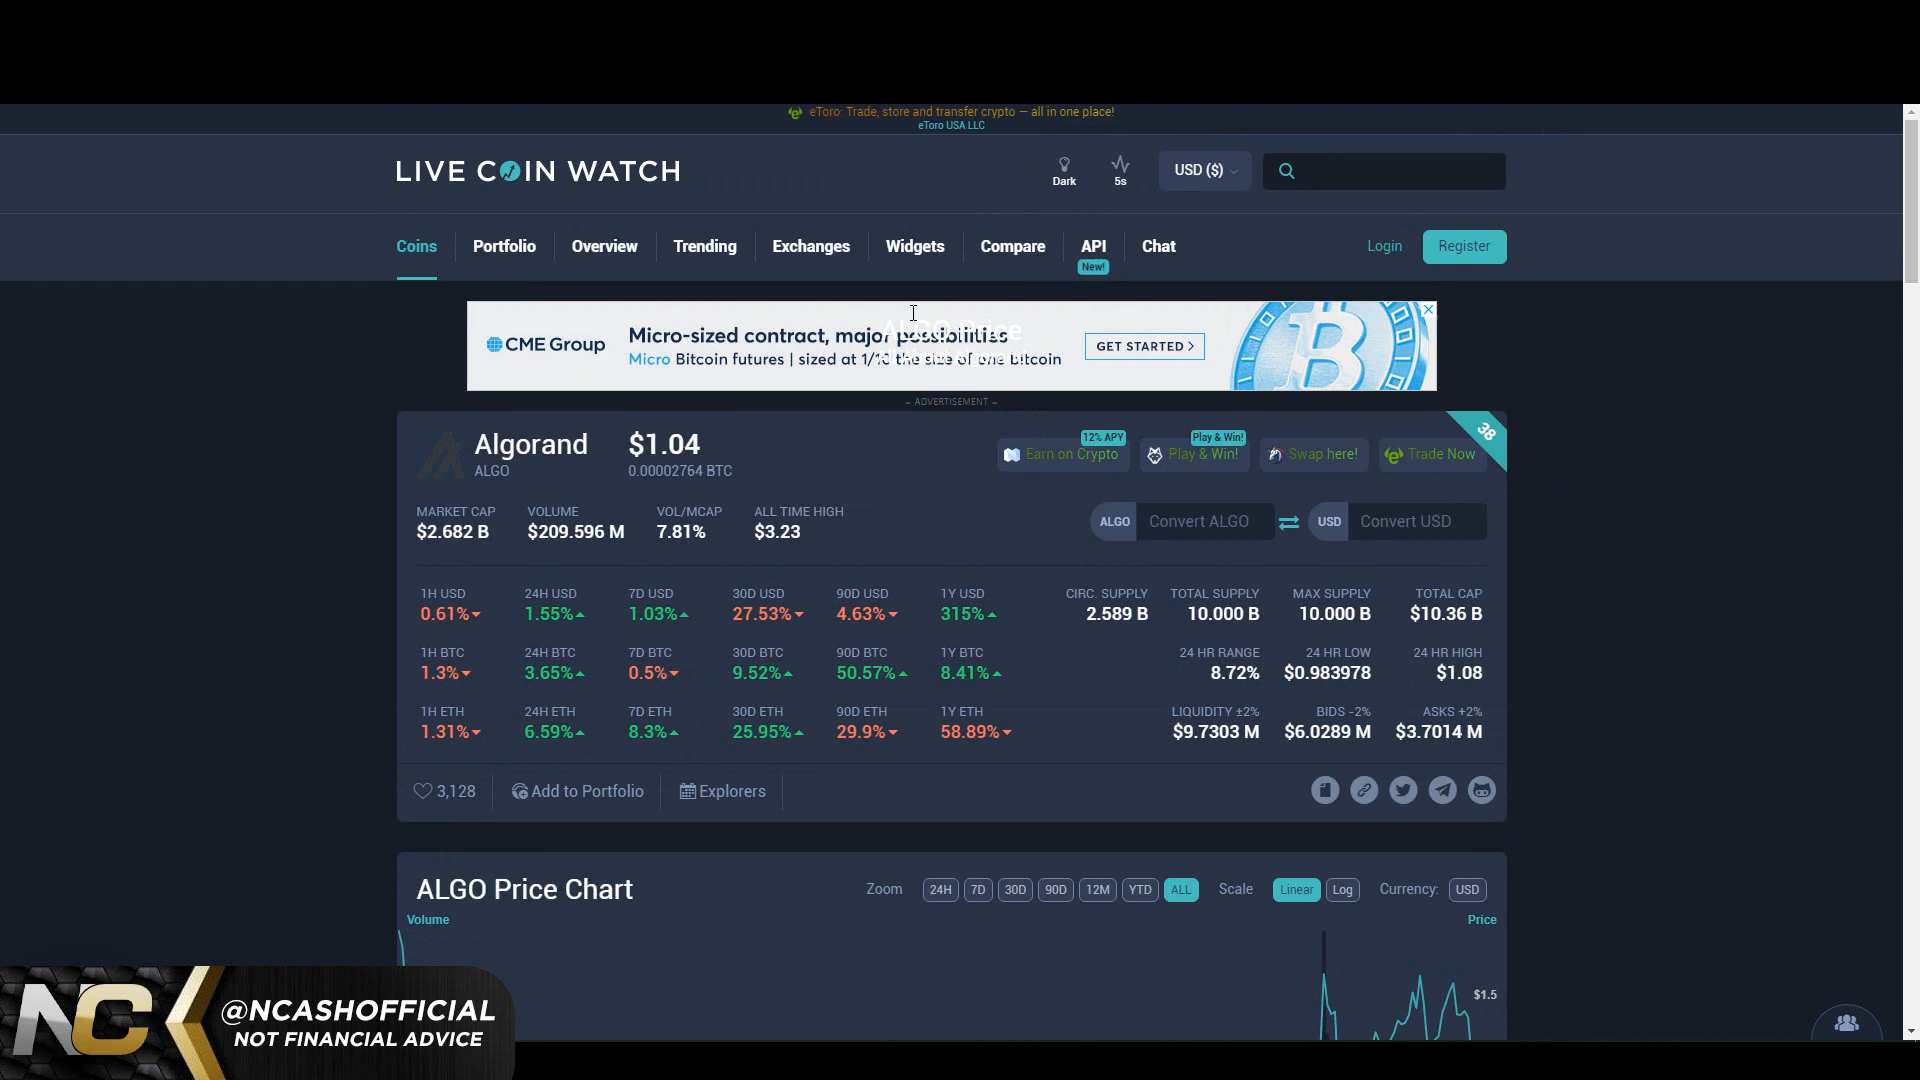 eToro: Trade, store and transfer crypto — all in one place!
eToro USA LLC
LIVE COIN WATCH
Dark
5s
USD ($)
Coins
Portfolio
Overview
Trending
Exchanges
Widgets
Compare
API
New!
Chat
Login
Register
CME Group
Micro-sized contract, major possibilities
Micro Bitcoin futures | sized at 1/10 the size of one bitcoin
GET STARTED >
ALGO Price
~ ADVERTISEMENT ~
Algorand
ALGO
$1.04
0.00002764 BTC
12% APY
Earn on Crypto
Play & Win!
Play & Win!
Swap here!
Trade Now
38
MARKET CAP
$2.682 B
VOLUME
$209.596 M
VOL/MCAP
7.81%
ALL TIME HIGH
$3.23
ALGO
Convert ALGO
USD
Convert USD
1H USD 24H USD 7D USD 30D USD 90D USD 1Y USD CIRC. SUPPLY TOTAL SUPPLY MAX SUPPLY TOTAL CAP
0.61% 1.55% 1.03% 27.53% 4.63% 315% 2.589 B 10.000 B 10.000 B $10.36 B
1H BTC 24H BTC 7D BTC 30D BTC 90D BTC 1Y BTC 24 HR RANGE 24 HR LOW 24 HR HIGH
1.3% 3.65% 0.5% 9.52% 50.57% 8.41% 8.72% $0.983978 $1.08
1H ETH 24H ETH 7D ETH 30D ETH 90D ETH 1Y ETH LIQUIDITY ±2% BIDS -2% ASKS +2%
1.31% 6.59% 8.3% 25.95% 29.9% 58.89% $9.7303 M $6.0289 M $3.7014 M
3,128
Add to Portfolio
Explorers
ALGO Price Chart
Zoom 24H 7D 30D 90D 12M YTD ALL Scale Linear Log Currency: USD
Volume
Price
$1.5
NC
@NCASHOFFICIAL
NOT FINANCIAL ADVICE